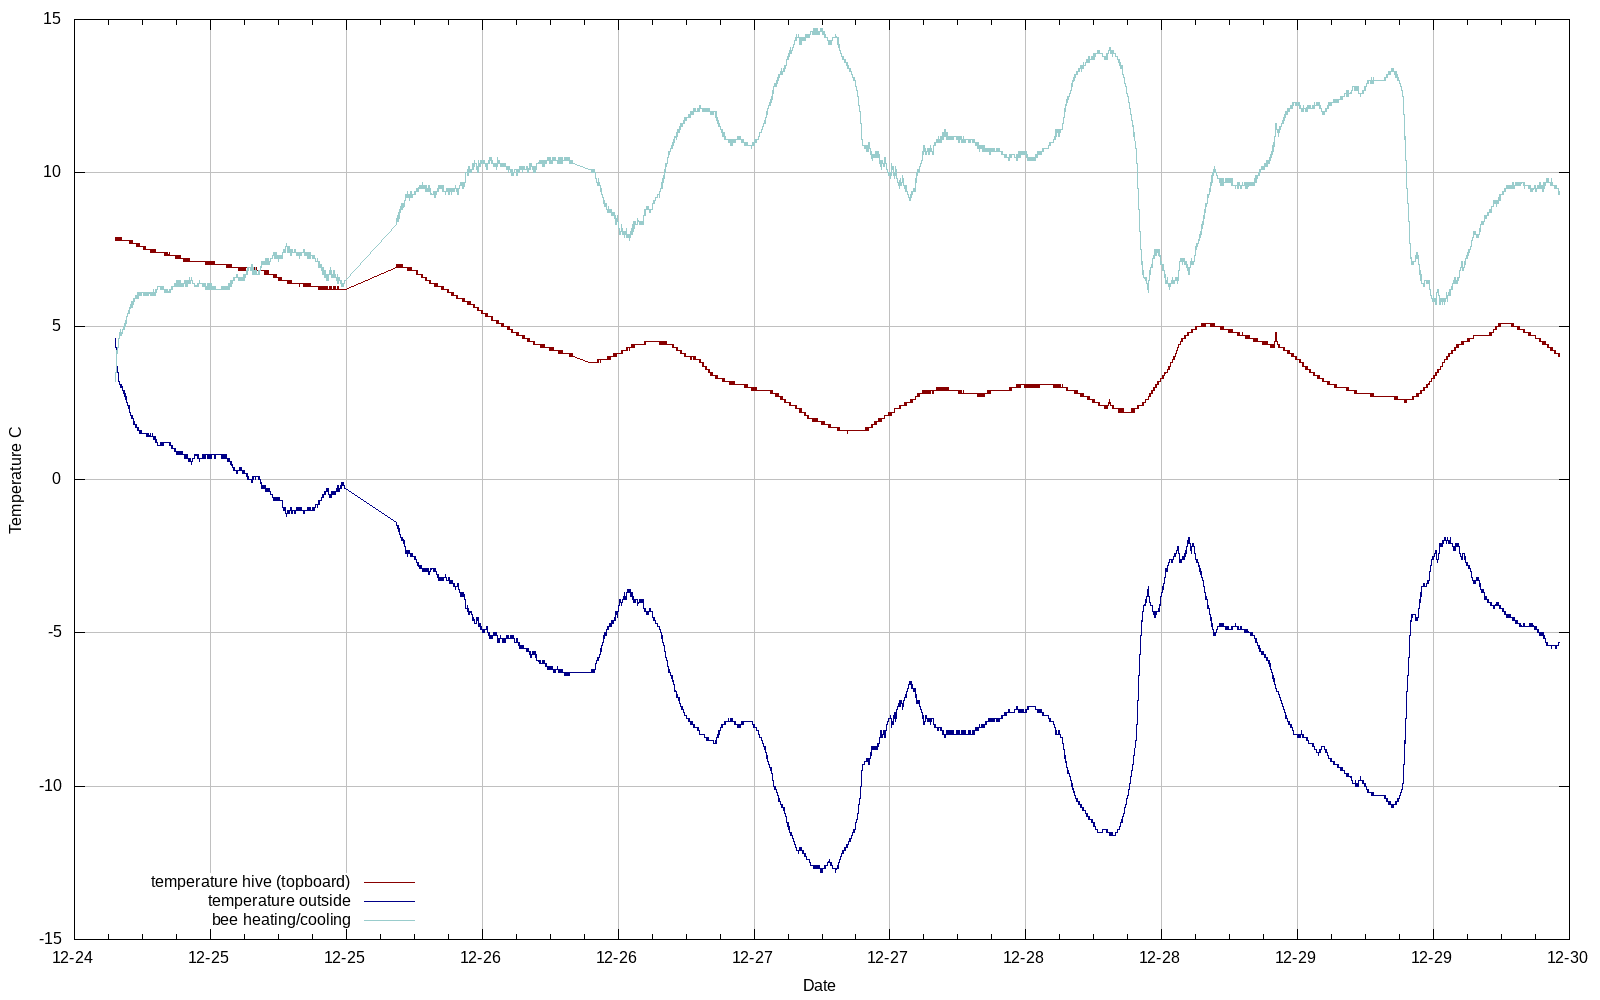 15
10
5
0
-5
-10
-15
Temperature C
temperature hive (topboard)
temperature outside
bee heating/cooling
12-24 12-25 12-25 12-26 12-26 12-27 12-27 12-28 12-28 12-29 12-29 12-30
Date